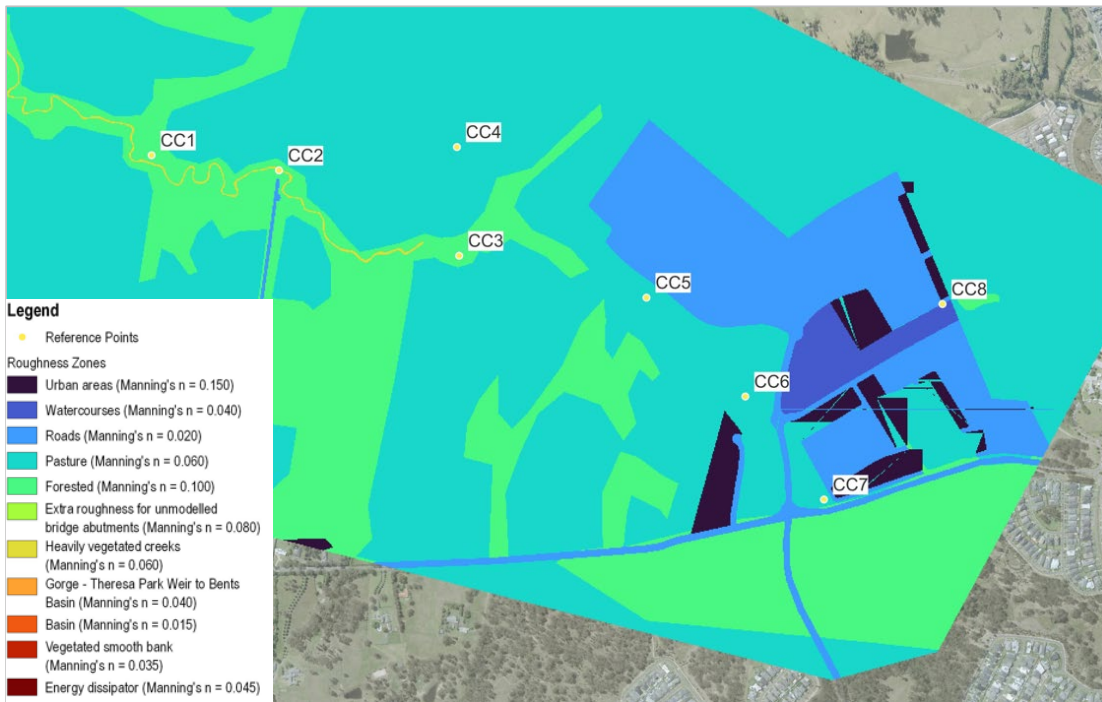 CC1
CC2
CC4
CC3
CC5
CC8
CC6
CC7
Legend
Reference Points
Roughness Zones
Urban areas (Manning's n = 0.150)
Watercourses (Manning's n = 0.040)
Roads (Manning's n = 0.020)
Pasture (Manning's n = 0.060)
Forested (Manning's n = 0.100)
Extra roughness for unmodelled
bridge abutments (Manning's n = 0.080)
Heavily vegetated creeks
(Manning's n = 0.060)
Gorge - Theresa Park Weir to Bents
Basin (Manning's n = 0.040)
Basin (Manning's n = 0.015)
Vegetated smooth bank
(Manning's n = 0.035)
Energy dissipator (Manning's n = 0.045)